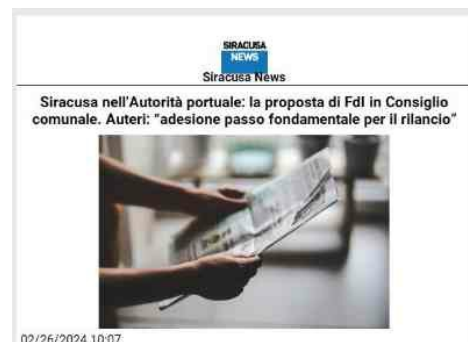 SIRACUSA
NEWS
Siracusa News
Siracusa nell'Autorità portuale: la proposta di FdI in Consiglio
comunale. Auteri: “adesione passo fondamentale per il rilancio”
02/26/2024 10:07